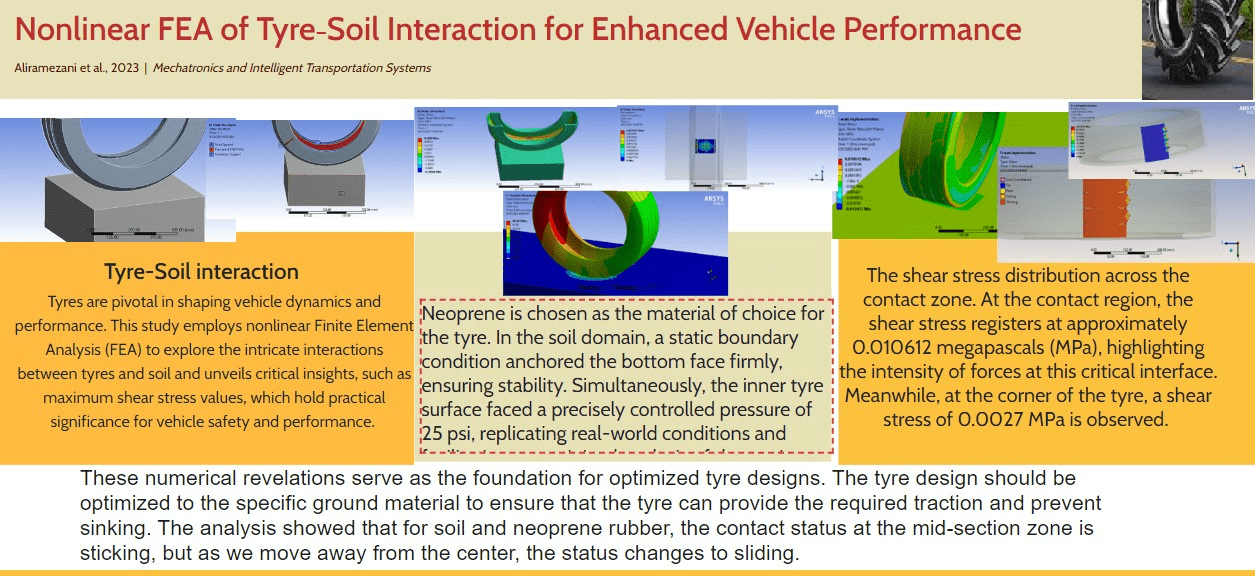 Nonlinear FEA of Tyre-Soil Interaction for Enhanced Vehicle Performance
Aliramezani et al., 2023 | Mechatronics and Intelligent Transportation Systems
ANSYS
ANSYS
ANSYS
Tyre-Soil interaction
Tyres are pivotal in shaping vehicle dynamics and
performance. This study employs nonlinear Finite Element
Analysis (FEA) to explore the intricate interactions
between tyres and soil and unveils critical insights, such as
maximum shear stress values, which hold practical
significance for vehicle safety and performance.
Neoprene is chosen as the material of choice for
the tyre. In the soil domain, a static boundary
condition anchored the bottom face firmly,
ensuring stability. Simultaneously, the inner tyre
surface faced a precisely controlled pressure of
25 psi, replicating real-world conditions and
The shear stress distribution across the
contact zone. At the contact region, the
shear stress registers at approximately
0.010612 megapascals (MPa), highlighting
the intensity of forces at this critical interface.
Meanwhile, at the corner of the tyre, a shear
stress of 0.0027 MPa is observed.
These numerical revelations serve as the foundation for optimized tyre designs. The tyre design should be
optimized to the specific ground material to ensure that the tyre can provide the required traction and prevent
sinking. The analysis showed that for soil and neoprene rubber, the contact status at the mid-section zone is
sticking, but as we move away from the center, the status changes to sliding.